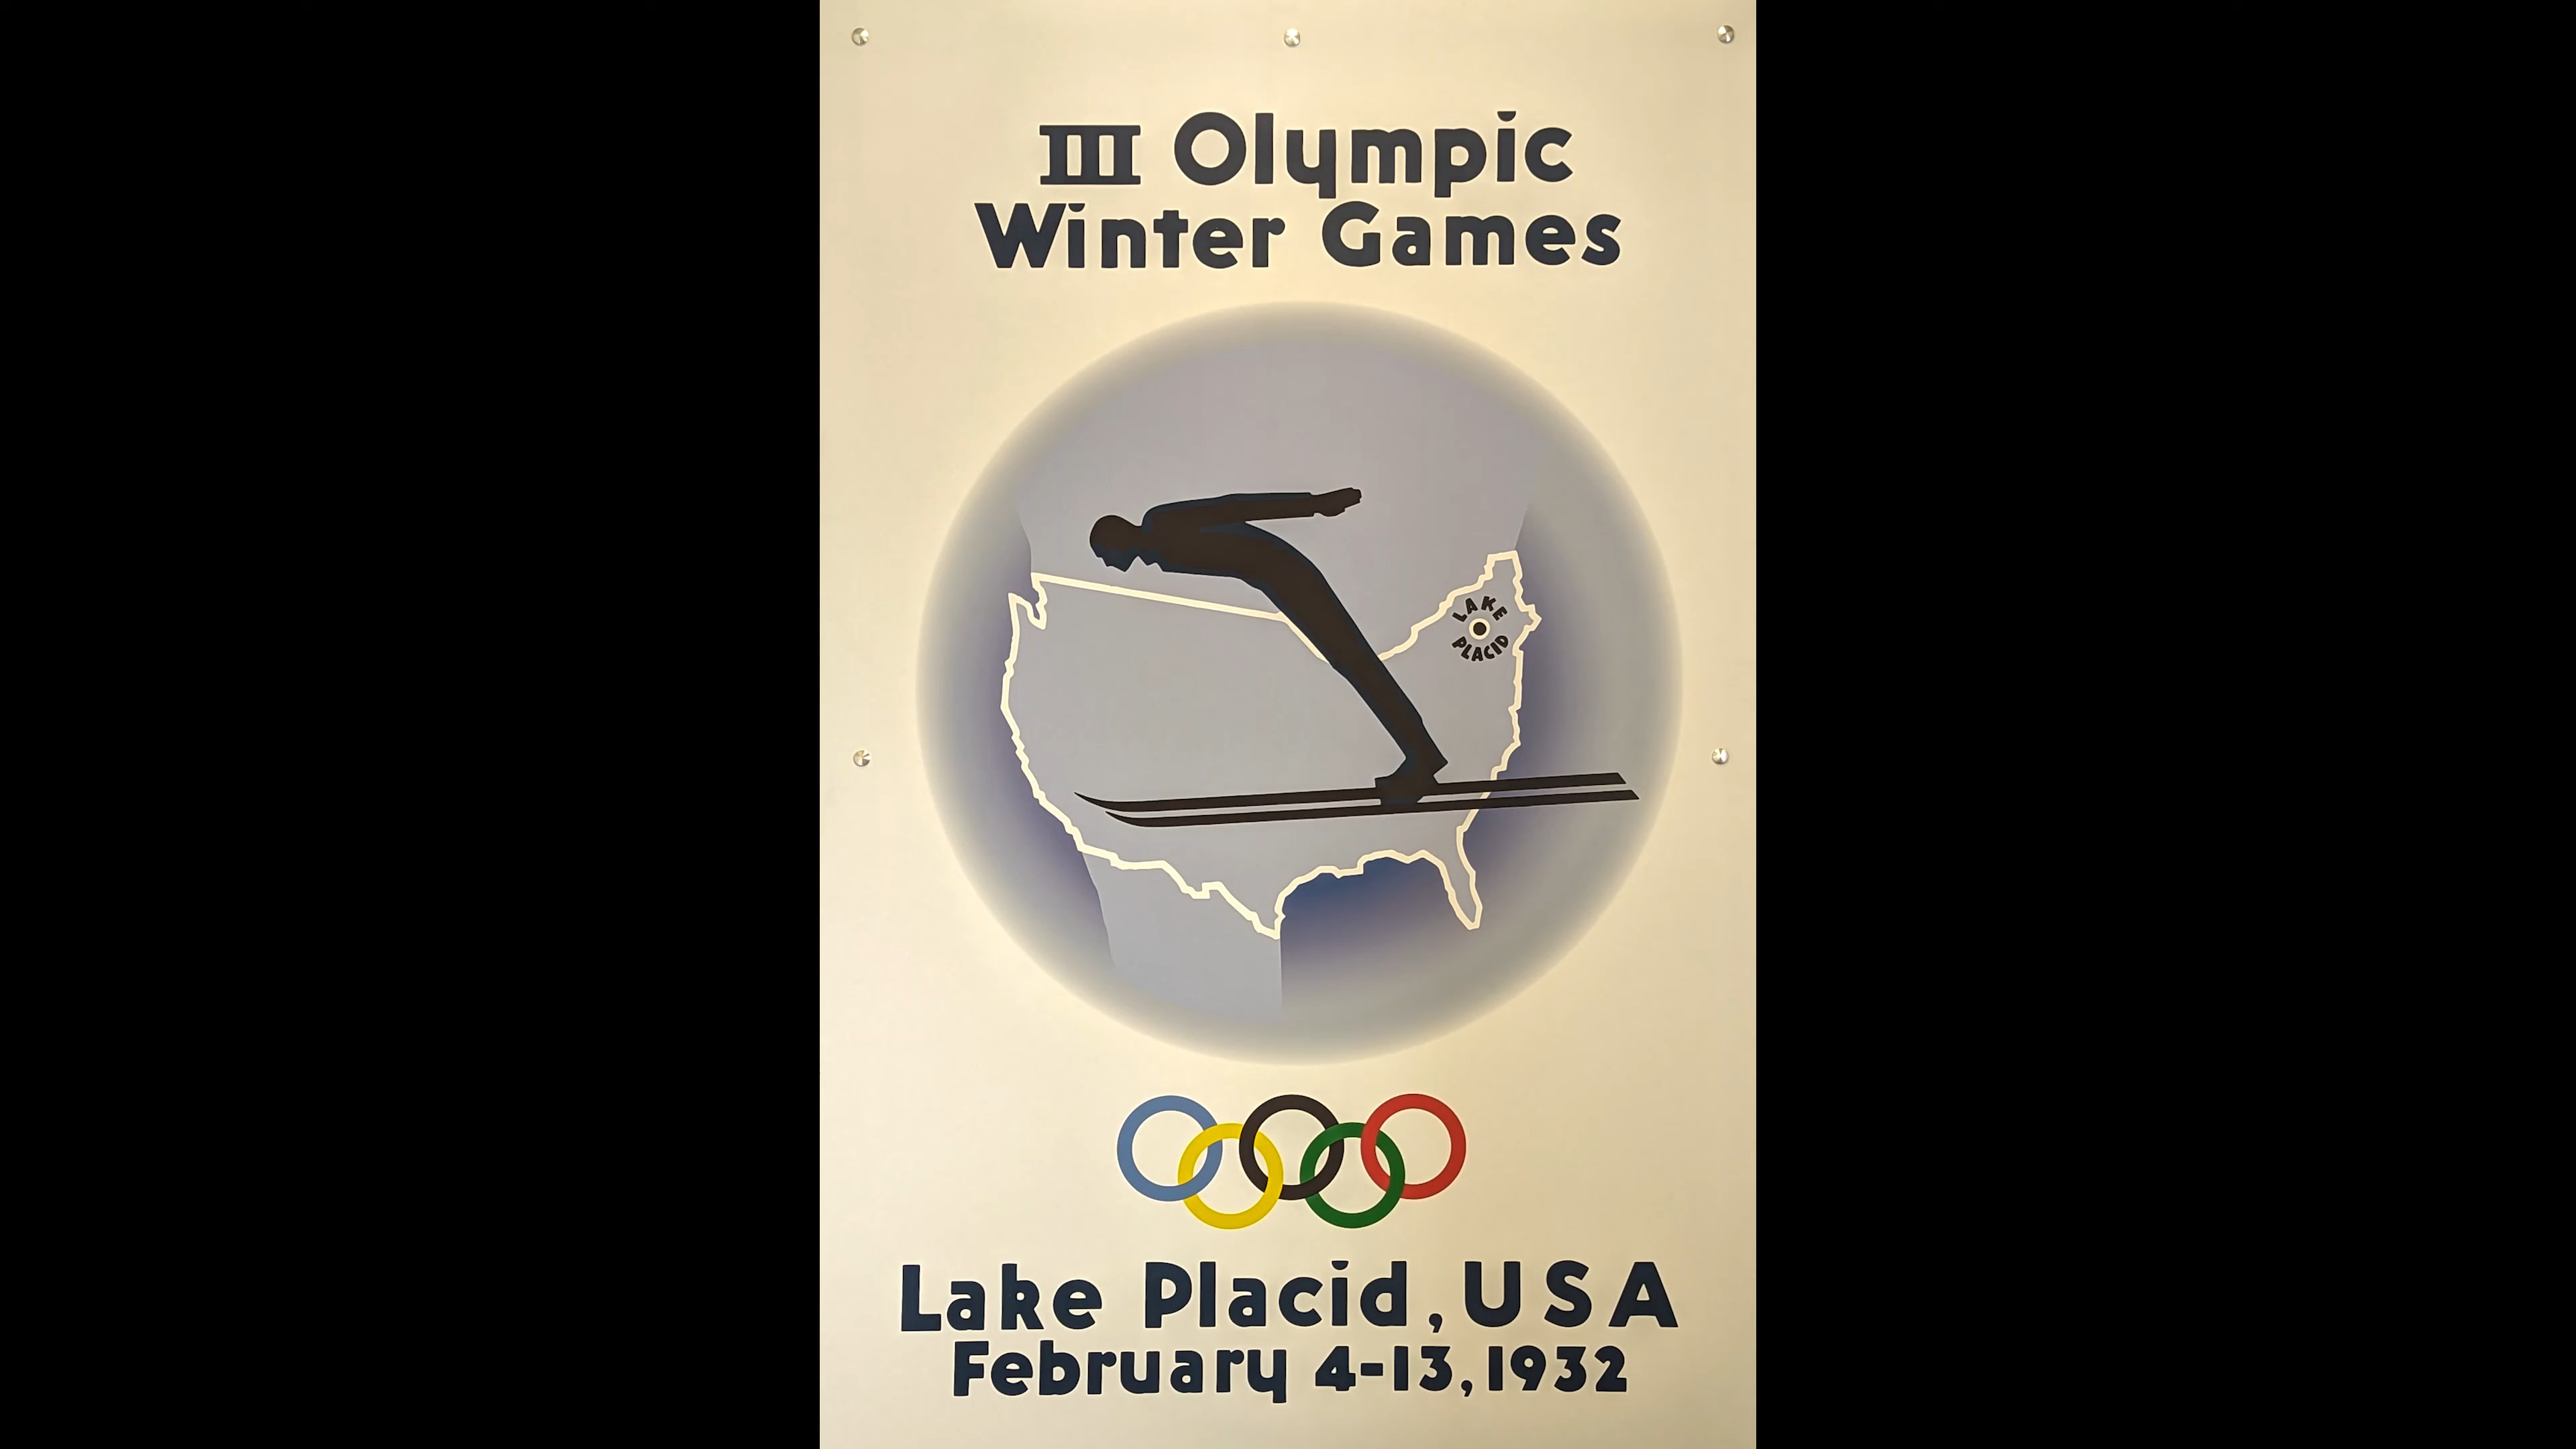 III Olympic
Winter Games
LAKE
PLACID
Lake Placid, USA
February 4-13, 1932